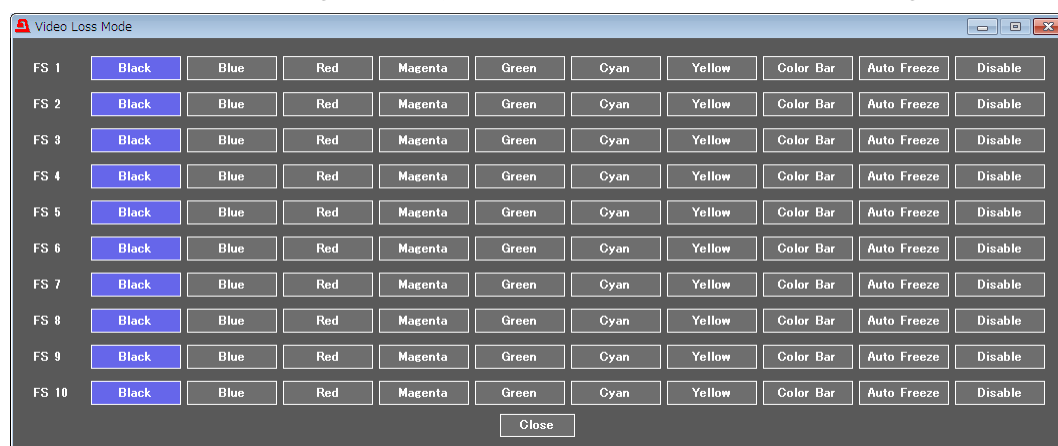 Video Loss Mode
FS 1 Black Blue Red Magenta Green Cyan Yellow Color Bar Auto Freeze Disable
FS 2 Black Blue Red Magenta Green Cyan Yellow Color Bar Auto Freeze Disable
FS 3 Black Blue Red Magenta Green Cyan Yellow Color Bar Auto Freeze Disable
FS 4 Black Blue Red Magenta Green Cyan Yellow Color Bar Auto Freeze Disable
FS 5 Black Blue Red Magenta Green Cyan Yellow Color Bar Auto Freeze Disable
FS 6 Black Blue Red Magenta Green Cyan Yellow Color Bar Auto Freeze Disable
FS 7 Black Blue Red Magenta Green Cyan Yellow Color Bar Auto Freeze Disable
FS 8 Black Blue Red Magenta Green Cyan Yellow Color Bar Auto Freeze Disable
FS 9 Black Blue Red Magenta Green Cyan Yellow Color Bar Auto Freeze Disable
FS 10 Black Blue Red Magenta Green Cyan Yellow Color Bar Auto Freeze Disable
Close